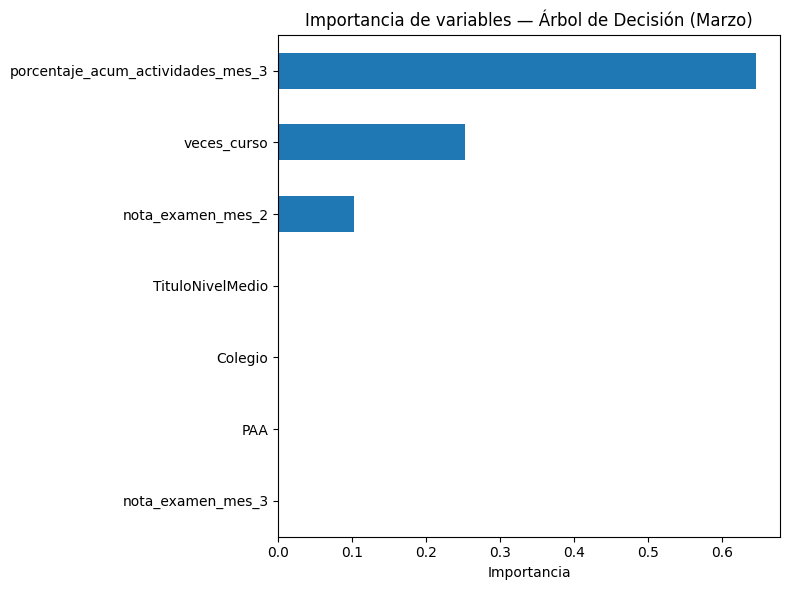 Importancia de variables — Árbol de Decisión (Marzo)
porcentaje_acum_actividades_mes_3
veces_curso
nota_examen_mes_2
TituloNivelMedio
Colegio
PAA
nota_examen_mes_3
0.0 0.1 0.2 0.3 0.4 0.5 0.6
Importancia